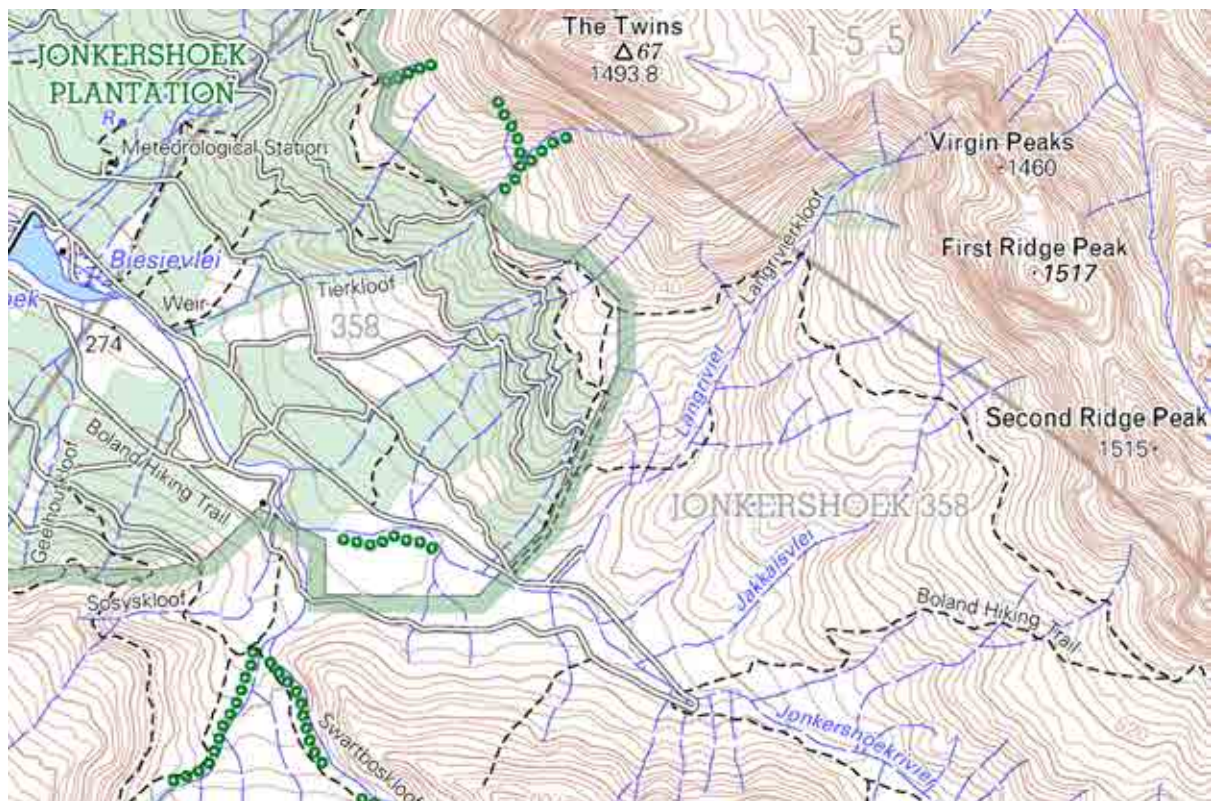 The Twins
△ 67
1493.8
155
JONKERSHOEK
PLANTATION
R
Meteorological Station
Virgin Peaks
1460
First Ridge Peak
1517
Biesievlei
Weir
Tierkloof
358
Langrivierkloof
274
Langrivier
Second Ridge Peak
1515
Boland Hiking Trail
Geelhoutskloof
JONKERSHOEK 358
Jakkalsvlei
Sosyskloof
Boland Hiking Trail
Swartboskloof
Jonkershoekrivier